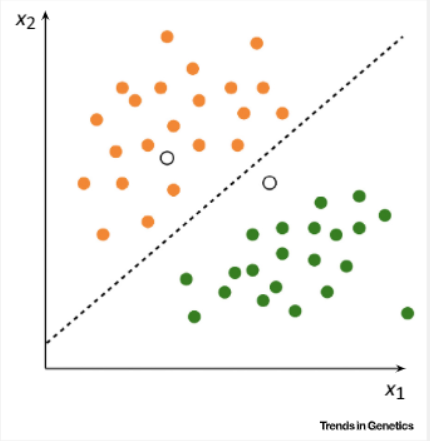 x₂
x₁
Trends in Genetics